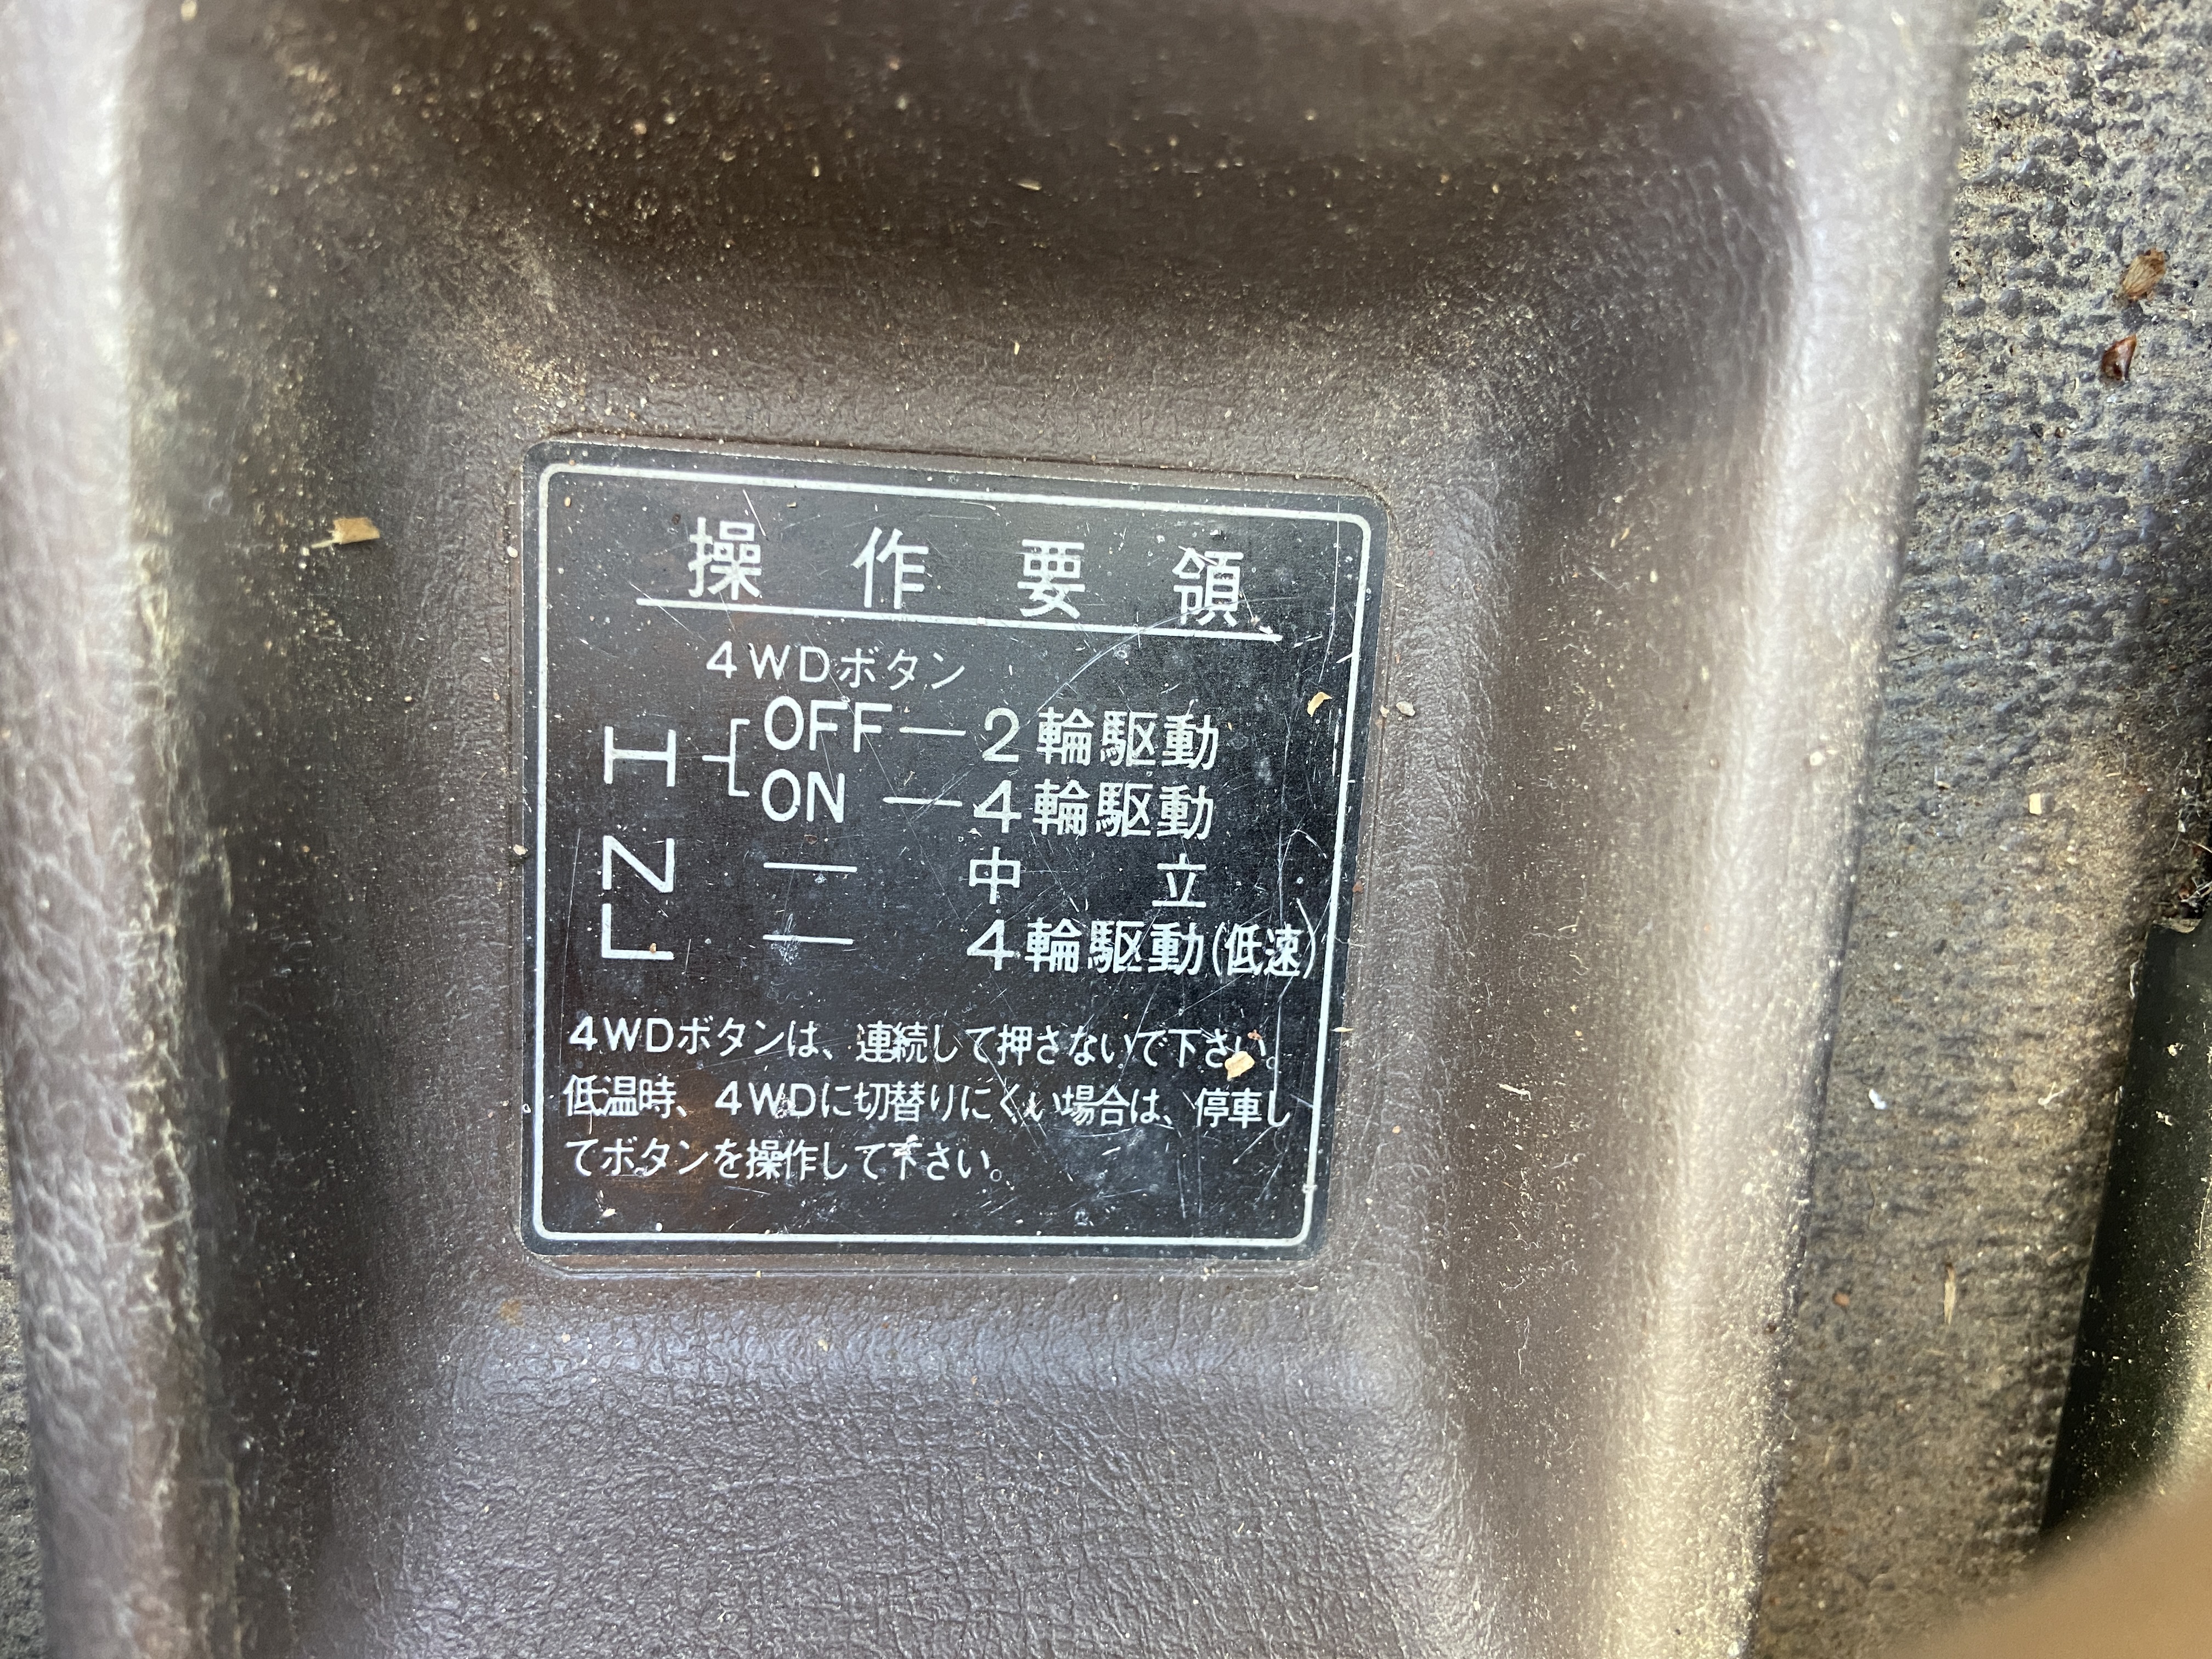 操作要領
4WDボタン
H OFF—2輪駆動
ON—4輪駆動
N — 中立
L — 4輪駆動(低速)
4WDボタンは、連続して押さないで下さい。
低温時、4WDに切替りにくい場合は、停車し
てボタンを操作して下さい。